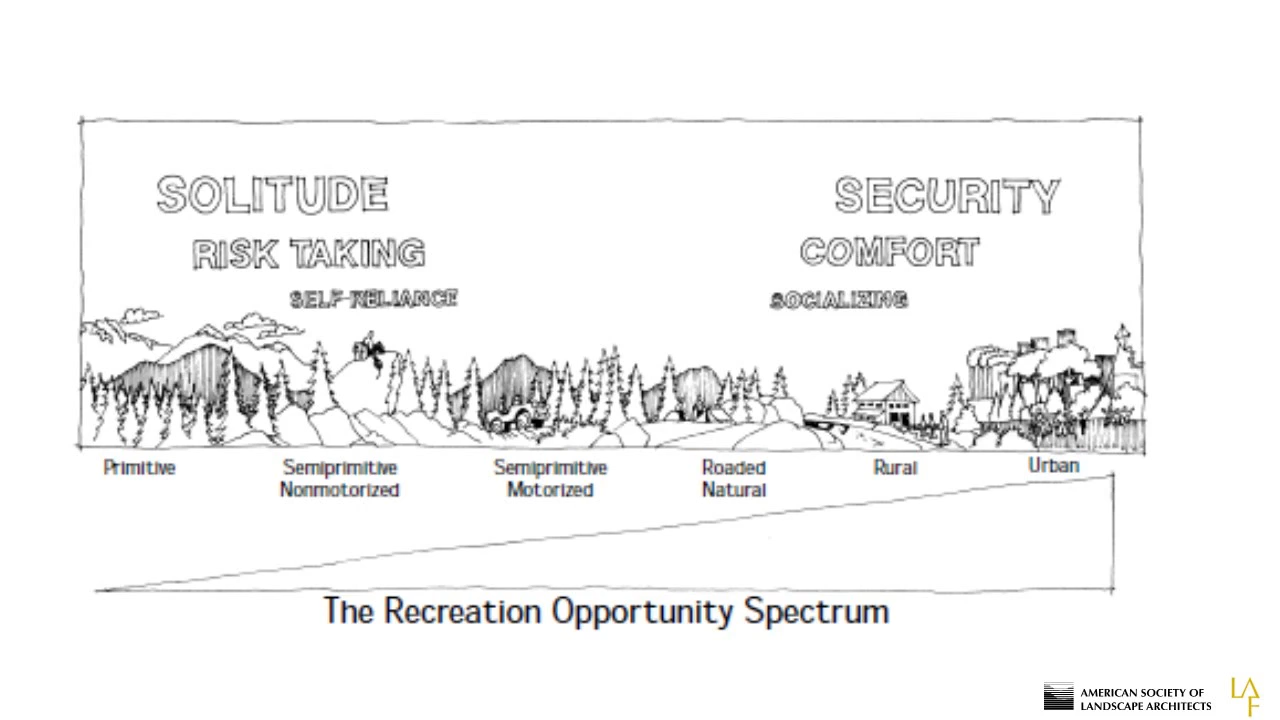 SOLITUDE
RISK TAKING
SELF-RELIANCE
SECURITY
COMFORT
SOCIALIZING
Primitive
Semiprimitive
Nonmotorized
Semiprimitive
Motorized
Roaded
Natural
Rural
Urban
The Recreation Opportunity Spectrum
AMERICAN SOCIETY OF
LANDSCAPE ARCHITECTS
LAF